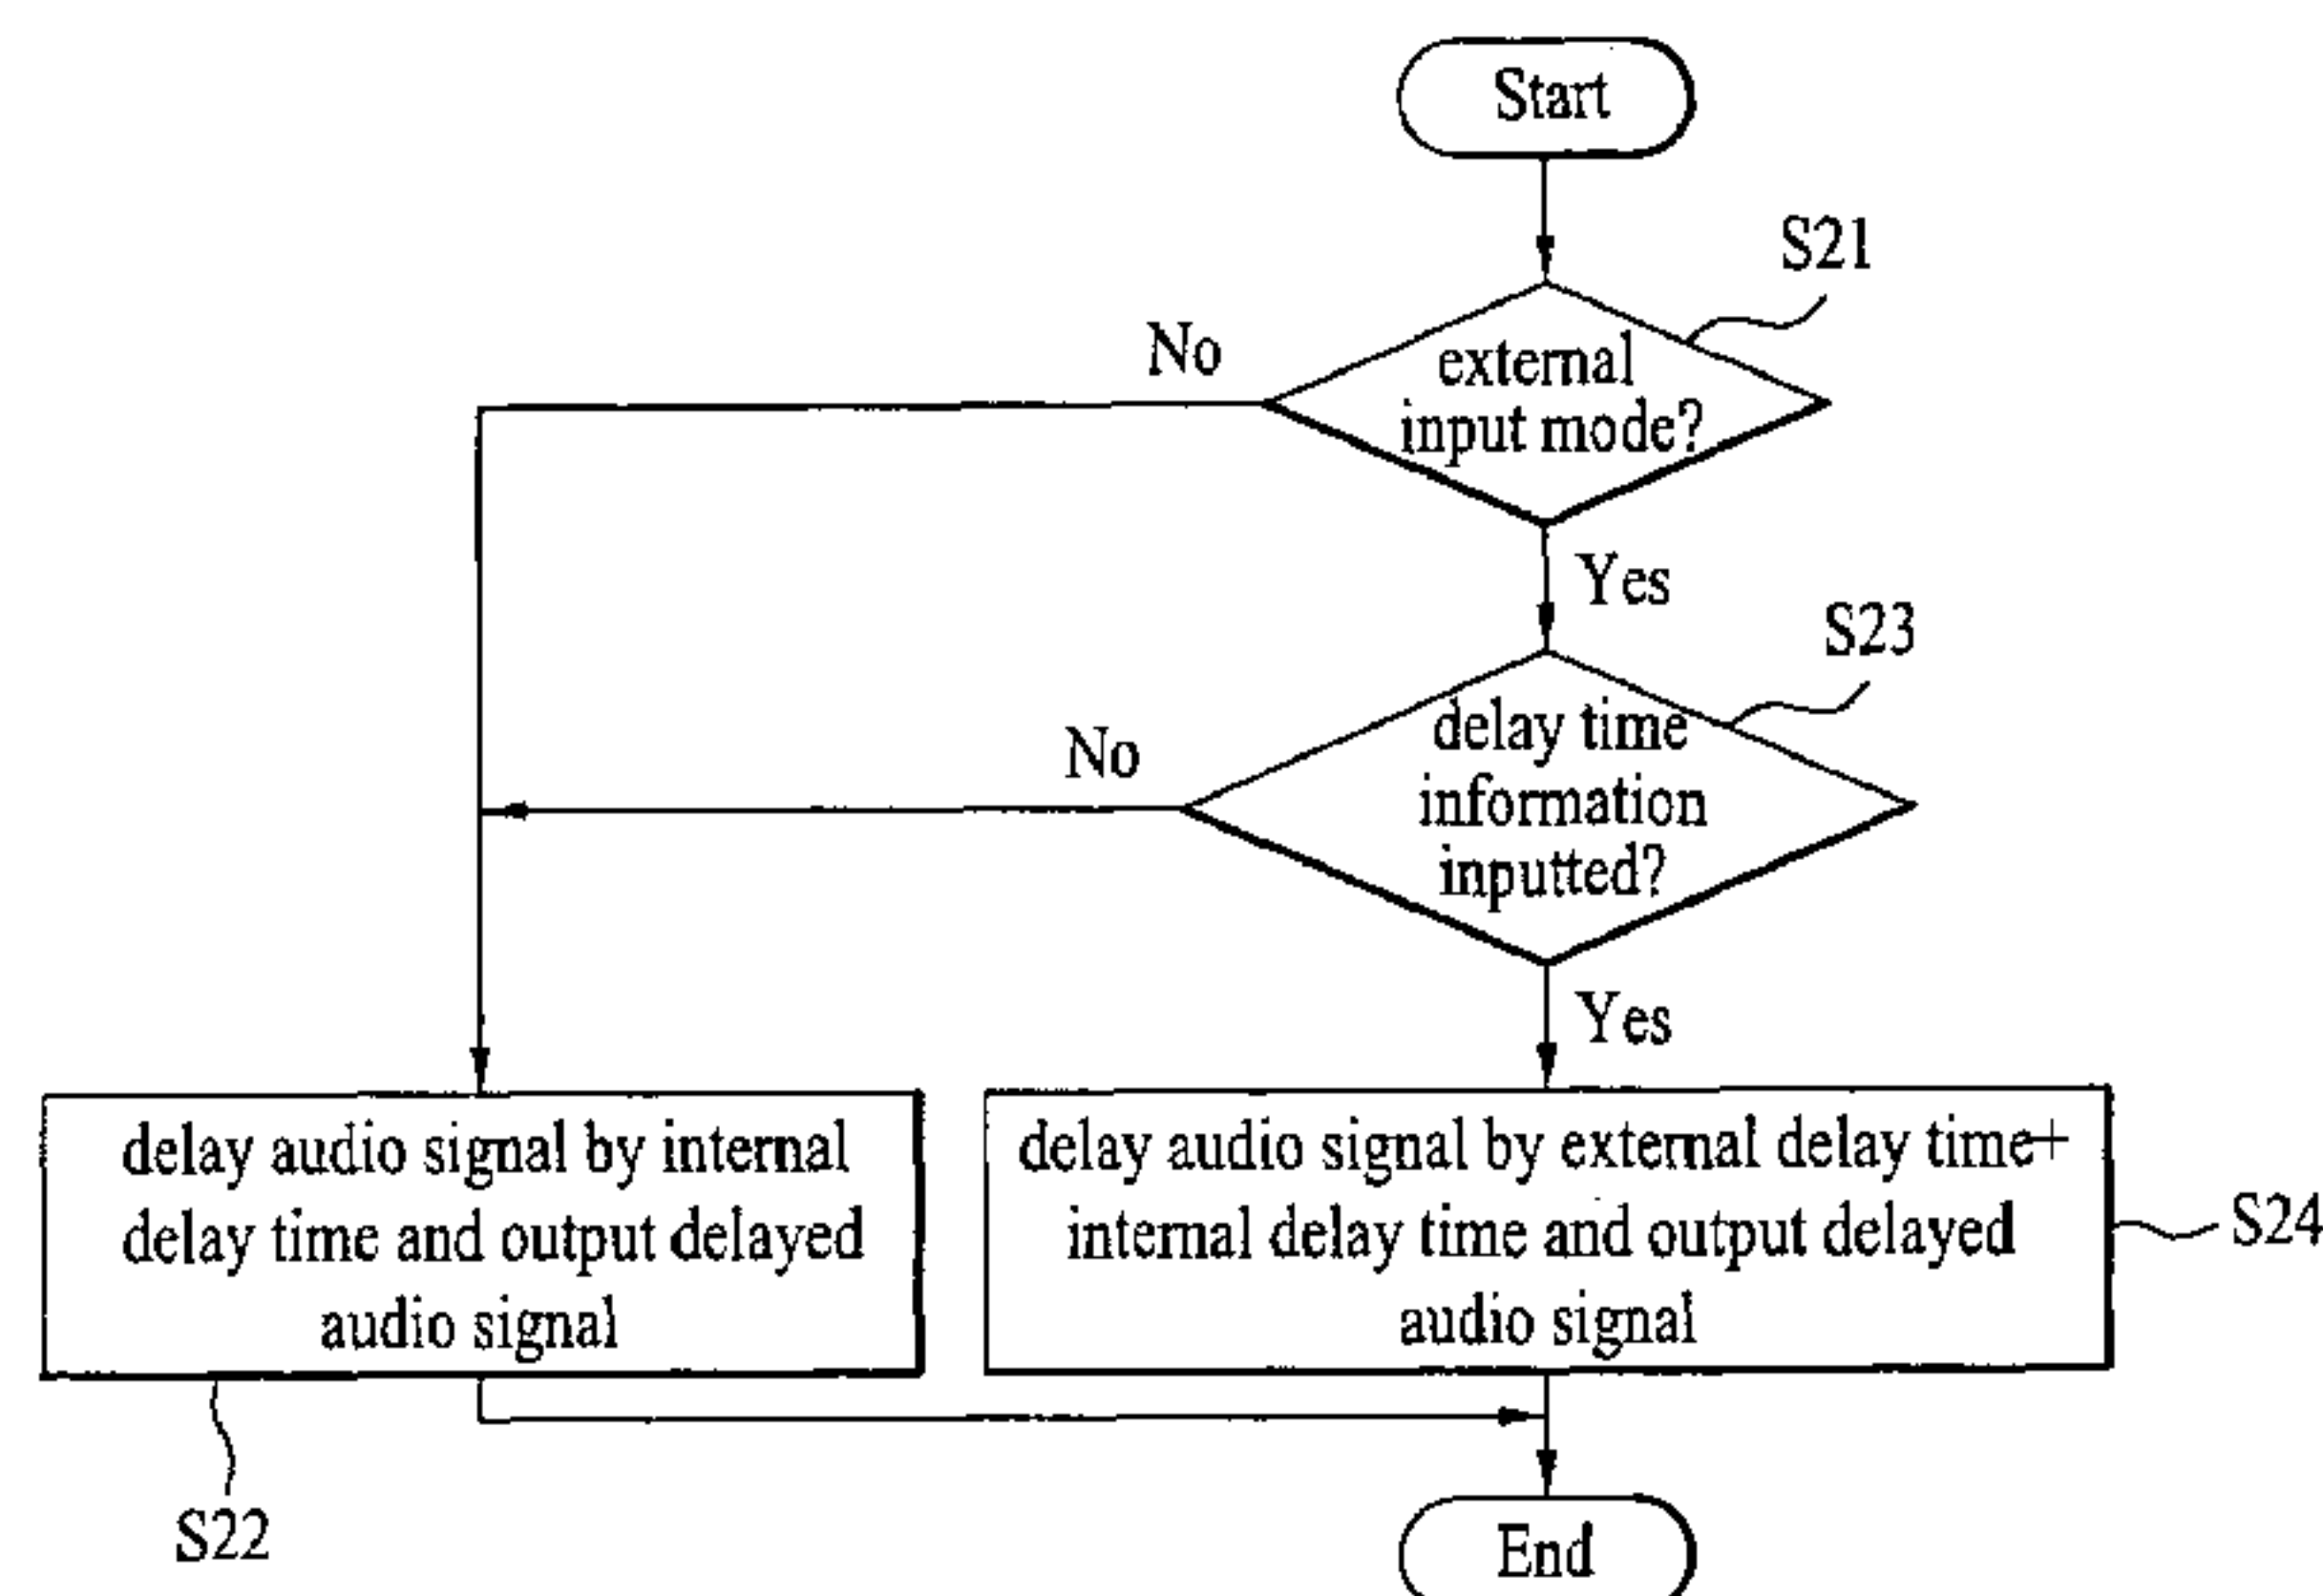 Start
S21
No
external
input mode?
Yes
S23
No
delay time
information
inputted?
Yes
delay audio signal by internal
delay time and output delayed
audio signal
delay audio signal by external delay time+
internal delay time and output delayed
audio signal
S24
S22
End